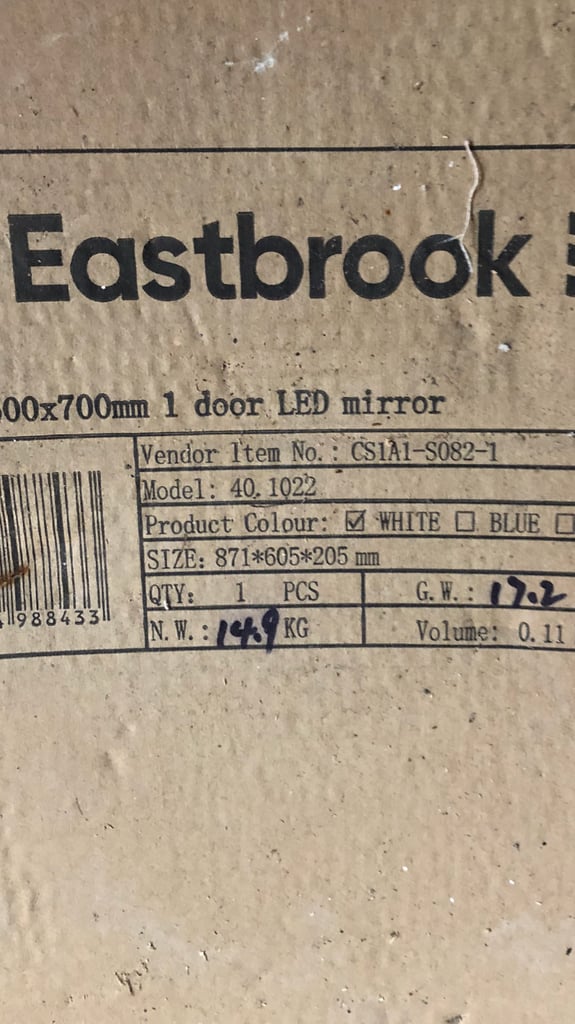 Eastbrook
00x700mm 1 door LED mirror
Vendor Item No.: CS1A1-S082-1
Model: 40.1022
Product Colour: ☑ WHITE ☐ BLUE ☐
SIZE: 871*605*205 mm
QTY: 1 PCS G.W.: 17.2
988433
N.W.: 14.9 KG Volume: 0.11